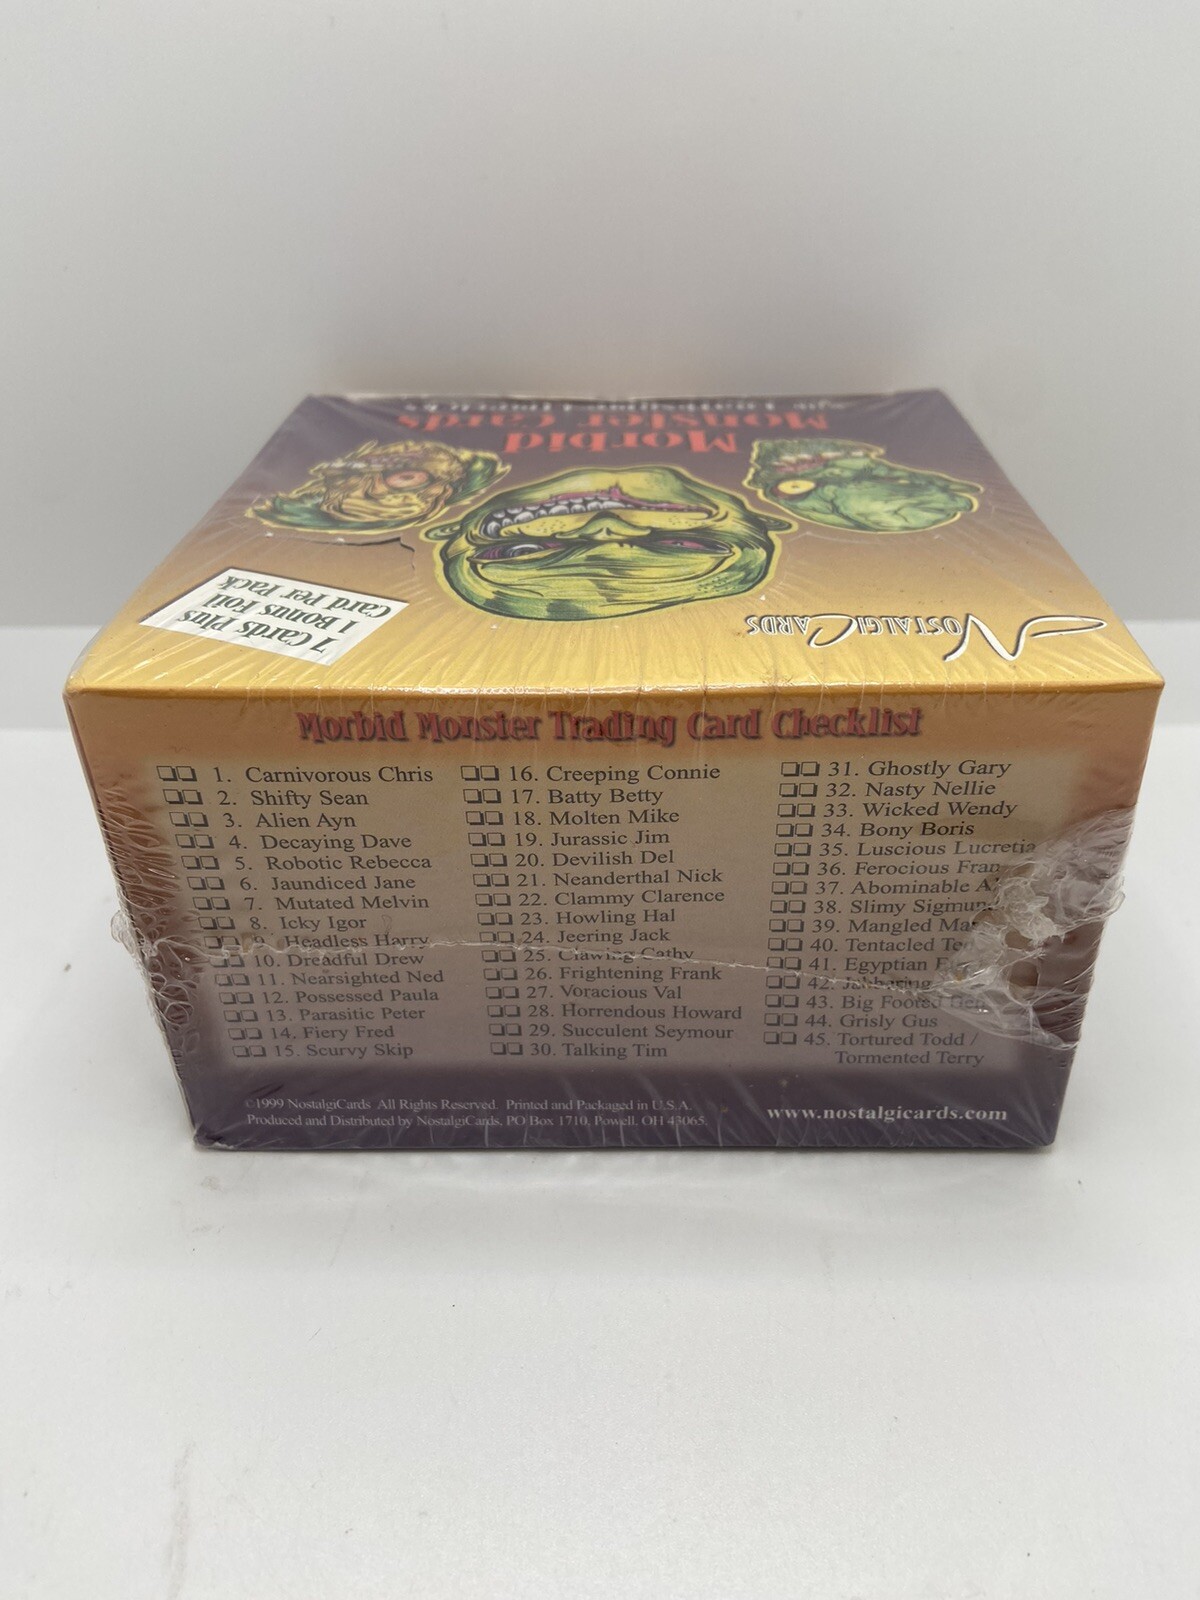 Morbid
Monster Cards
7 Cards Plus
1 Bonus Foil
Card Per Pack
NOSTALGICARDS
Morbid Monster Trading Card Checklist
1. Carnivorous Chris
2. Shifty Sean
3. Alien Ayn
4. Decaying Dave
5. Robotic Rebecca
6. Jaundiced Jane
7. Mutated Melvin
8. Icky Igor
9. Headless Harry
10. Dreadful Drew
11. Nearsighted Ned
12. Possessed Paula
13. Parasitic Peter
14. Fiery Fred
15. Scurvy Skip
16. Creeping Connie
17. Batty Betty
18. Molten Mike
19. Jurassic Jim
20. Devilish Del
21. Neanderthal Nick
22. Clammy Clarence
23. Howling Hal
24. Jeering Jack
25. Clawing Cathy
26. Frightening Frank
27. Voracious Val
28. Horrendous Howard
29. Succulent Seymour
30. Talking Tim
31. Ghostly Gary
32. Nasty Nellie
33. Wicked Wendy
34. Bony Boris
35. Luscious Lucretia
36. Ferocious
37. Abominable
38. Slimy
39. Mangled
40. Tentacled
41. Egyptian
42. Jabbering
43. Big Footed
44. Grisly Gus
45. Tortured Todd /
Tormented Terry
©1999 NostalgiCards All Rights Reserved. Printed and Packaged in U.S.A.
Produced and Distributed by NostalgiCards, PO Box 1710, Powell, OH 43065.
www.nostalgicards.com